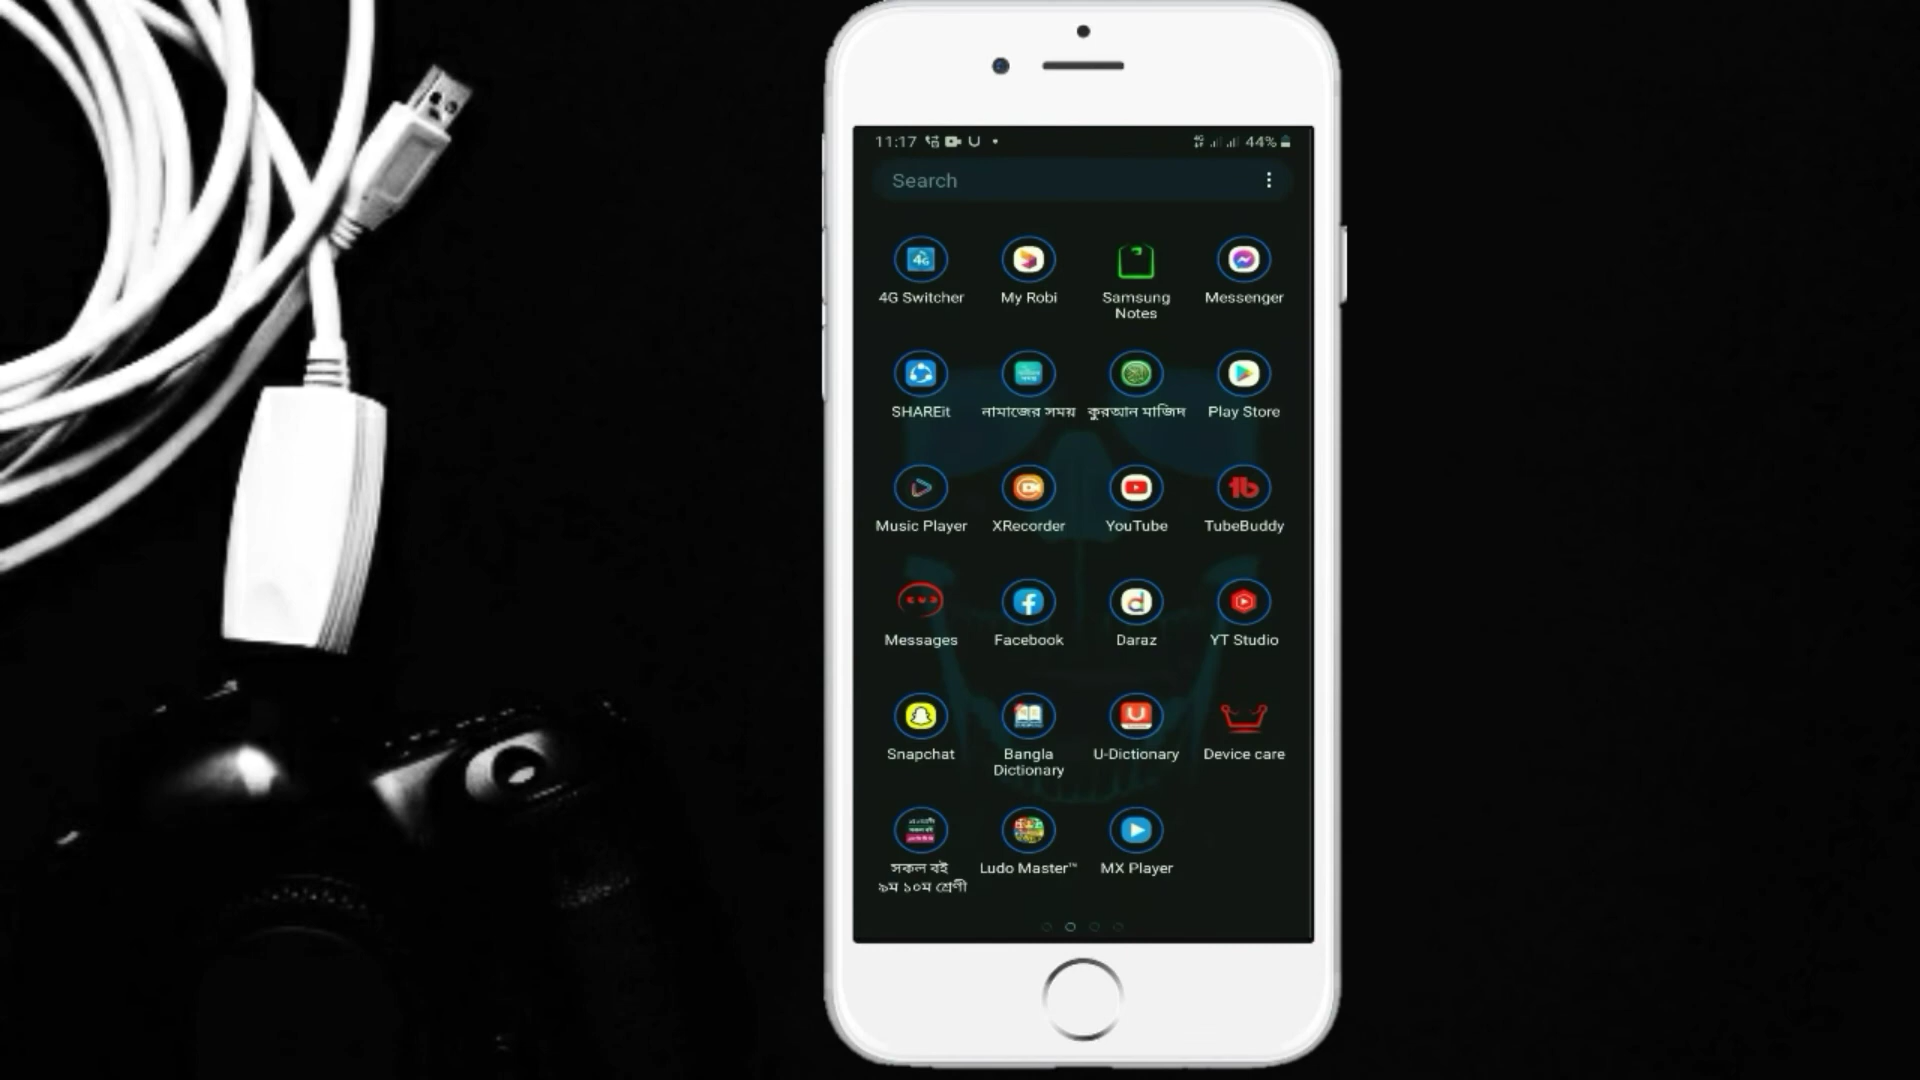 11:17 44%
Search
4G Switcher My Robi Samsung Notes Messenger
SHAREit নামাজের সময় কুরআন মাজিদ Play Store
Music Player XRecorder YouTube TubeBuddy
Messages Facebook Daraz YT Studio
Snapchat Bangla Dictionary U-Dictionary Device care
সকল বই ৯ম ১০ম শ্রেণী Ludo Master™ MX Player